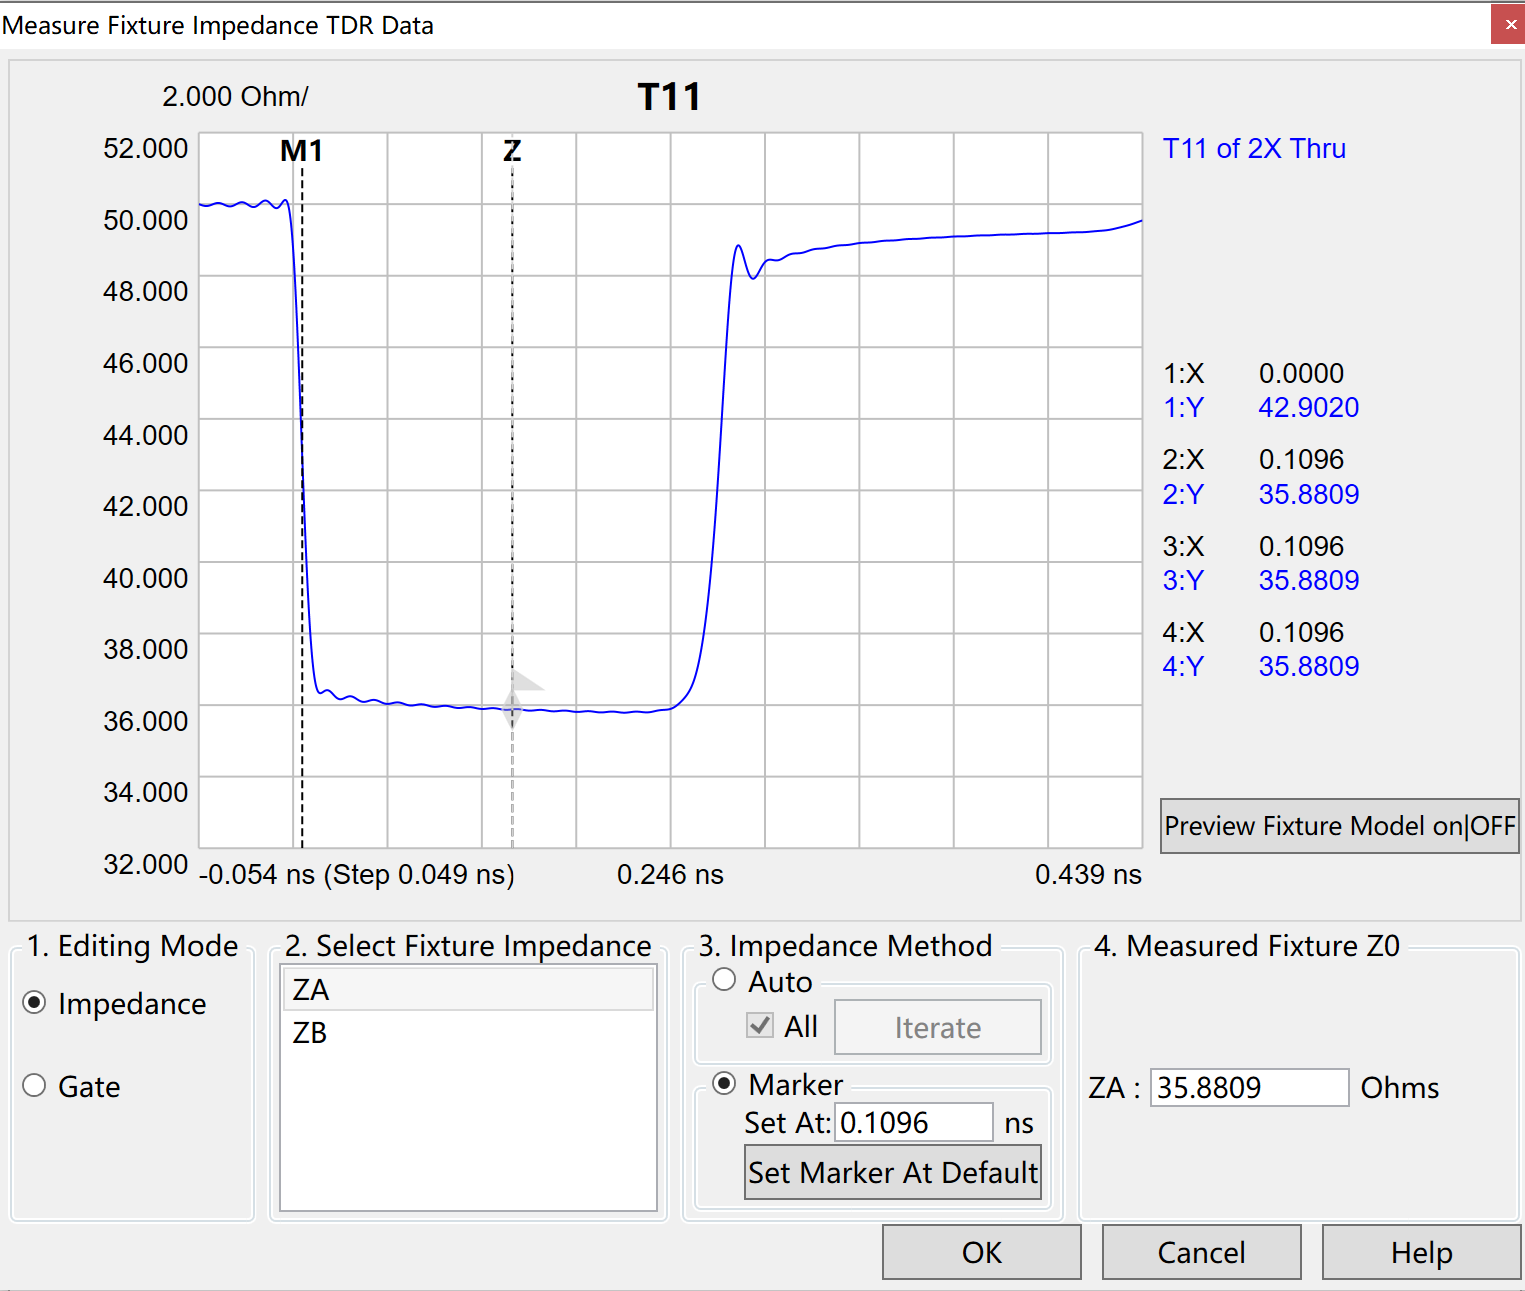 Measure Fixture Impedance TDR Data
2.000 Ohm/
T11
52.000
50.000
48.000
46.000
44.000
42.000
40.000
38.000
36.000
34.000
32.000
M1
Z
-0.054 ns (Step 0.049 ns)
0.246 ns
0.439 ns
T11 of 2X Thru
1:X 0.0000
1:Y 42.9020
2:X 0.1096
2:Y 35.8809
3:X 0.1096
3:Y 35.8809
4:X 0.1096
4:Y 35.8809
Preview Fixture Model on|OFF
1. Editing Mode
Impedance
Gate
2. Select Fixture Impedance
ZA
ZB
3. Impedance Method
Auto
All
Iterate
Marker
Set At: 0.1096 ns
Set Marker At Default
4. Measured Fixture Z0
ZA : 35.8809 Ohms
OK
Cancel
Help